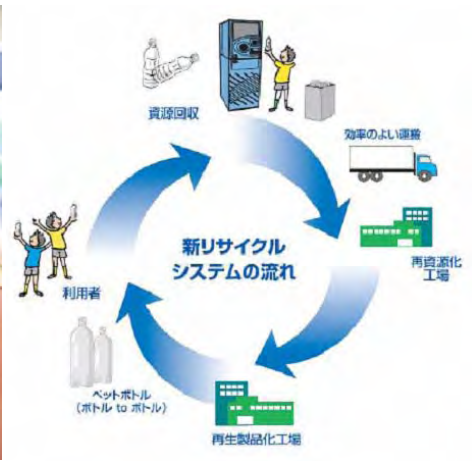 資源回収
効率のよい運搬
新リサイクル
システムの流れ
再資源化
工場
利用者
ペットボトル
(ボトル to ボトル)
再生製品化工場